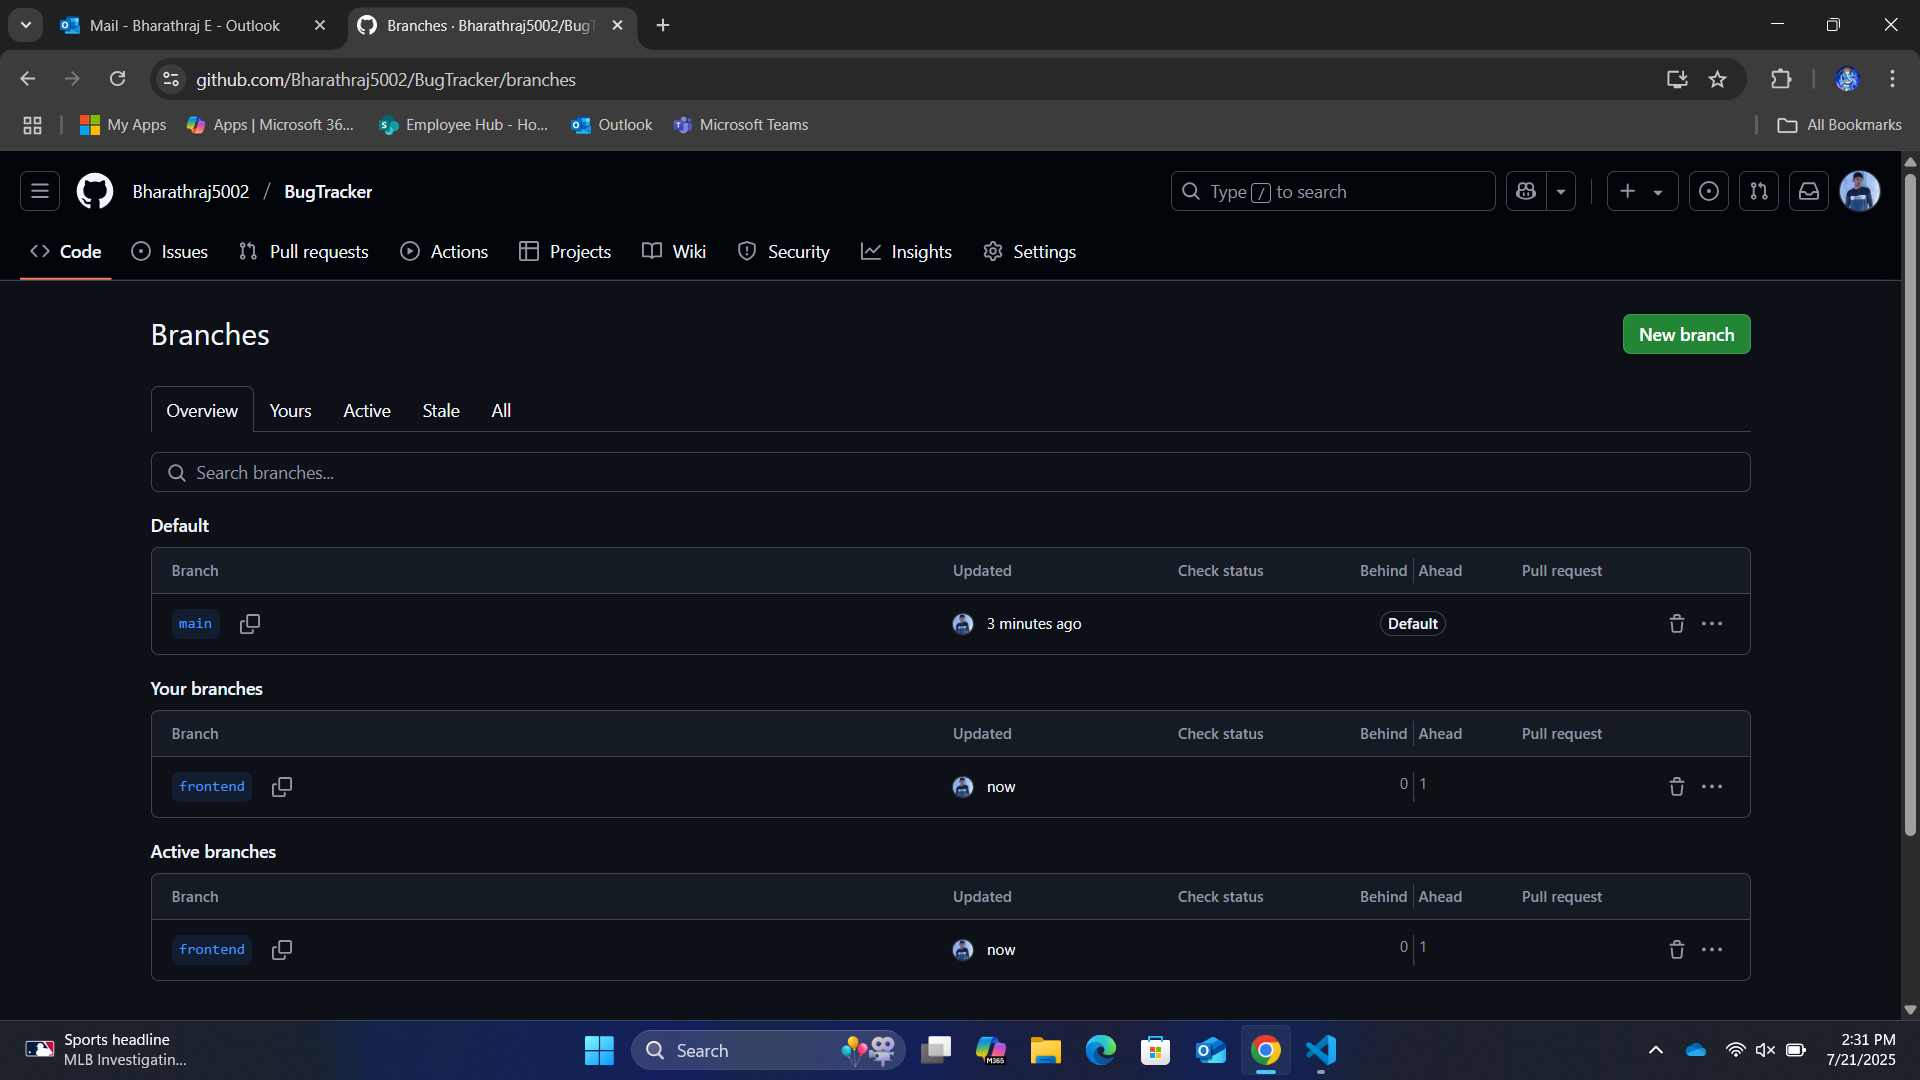 Mail - Bharathraj E - Outlook
Branches · Bharathraj5002/Bug
github.com/Bharathraj5002/BugTracker/branches
My Apps
Apps | Microsoft 36...
Employee Hub - Ho...
Outlook
Microsoft Teams
All Bookmarks
Bharathraj5002 / BugTracker
Type / to search
Code
Issues
Pull requests
Actions
Projects
Wiki
Security
Insights
Settings
Branches
New branch
Overview
Yours
Active
Stale
All
Search branches...
Default
Branch Updated Check status Behind Ahead Pull request
main 3 minutes ago Default
Your branches
Branch Updated Check status Behind Ahead Pull request
frontend now 0 1
Active branches
Branch Updated Check status Behind Ahead Pull request
frontend now 0 1
Sports headline
MLB Investigatin...
Search
M365
2:31 PM
7/21/2025